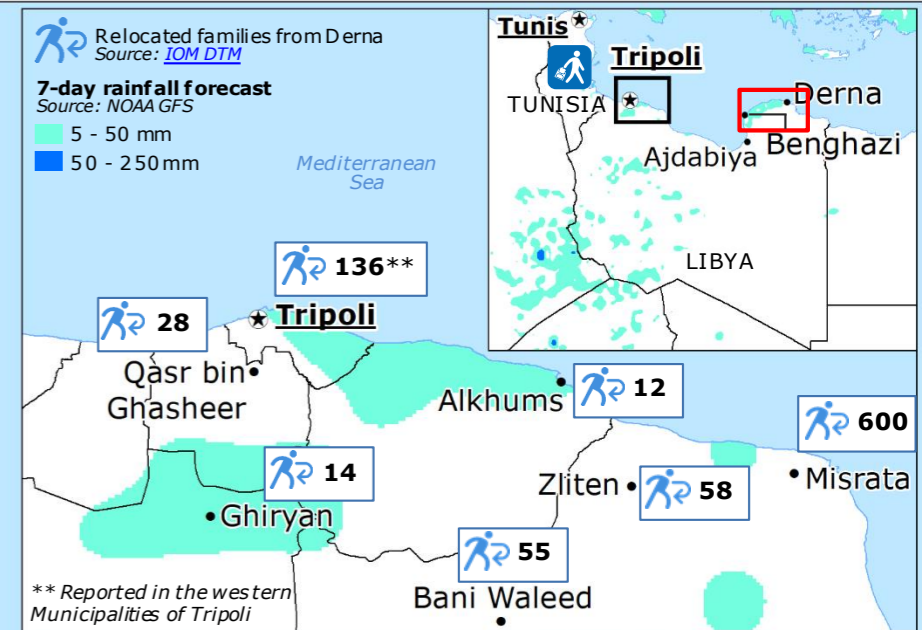 Relocated families from Derna
Source: IOM DTM
7-day rainfall forecast
Source: NOAA GFS
5 - 50 mm
50 - 250 mm
Mediterranean
Sea
Tunis
Tripoli
TUNISIA
Derna
Benghazi
Ajdabiya
LIBYA
136**
28
Tripoli
Qasr bin
Ghasheer
Alkhums
12
600
14
Zliten
58
Misrata
Ghiryan
55
Bani Waleed
** Reported in the western
Municipalities of Tripoli